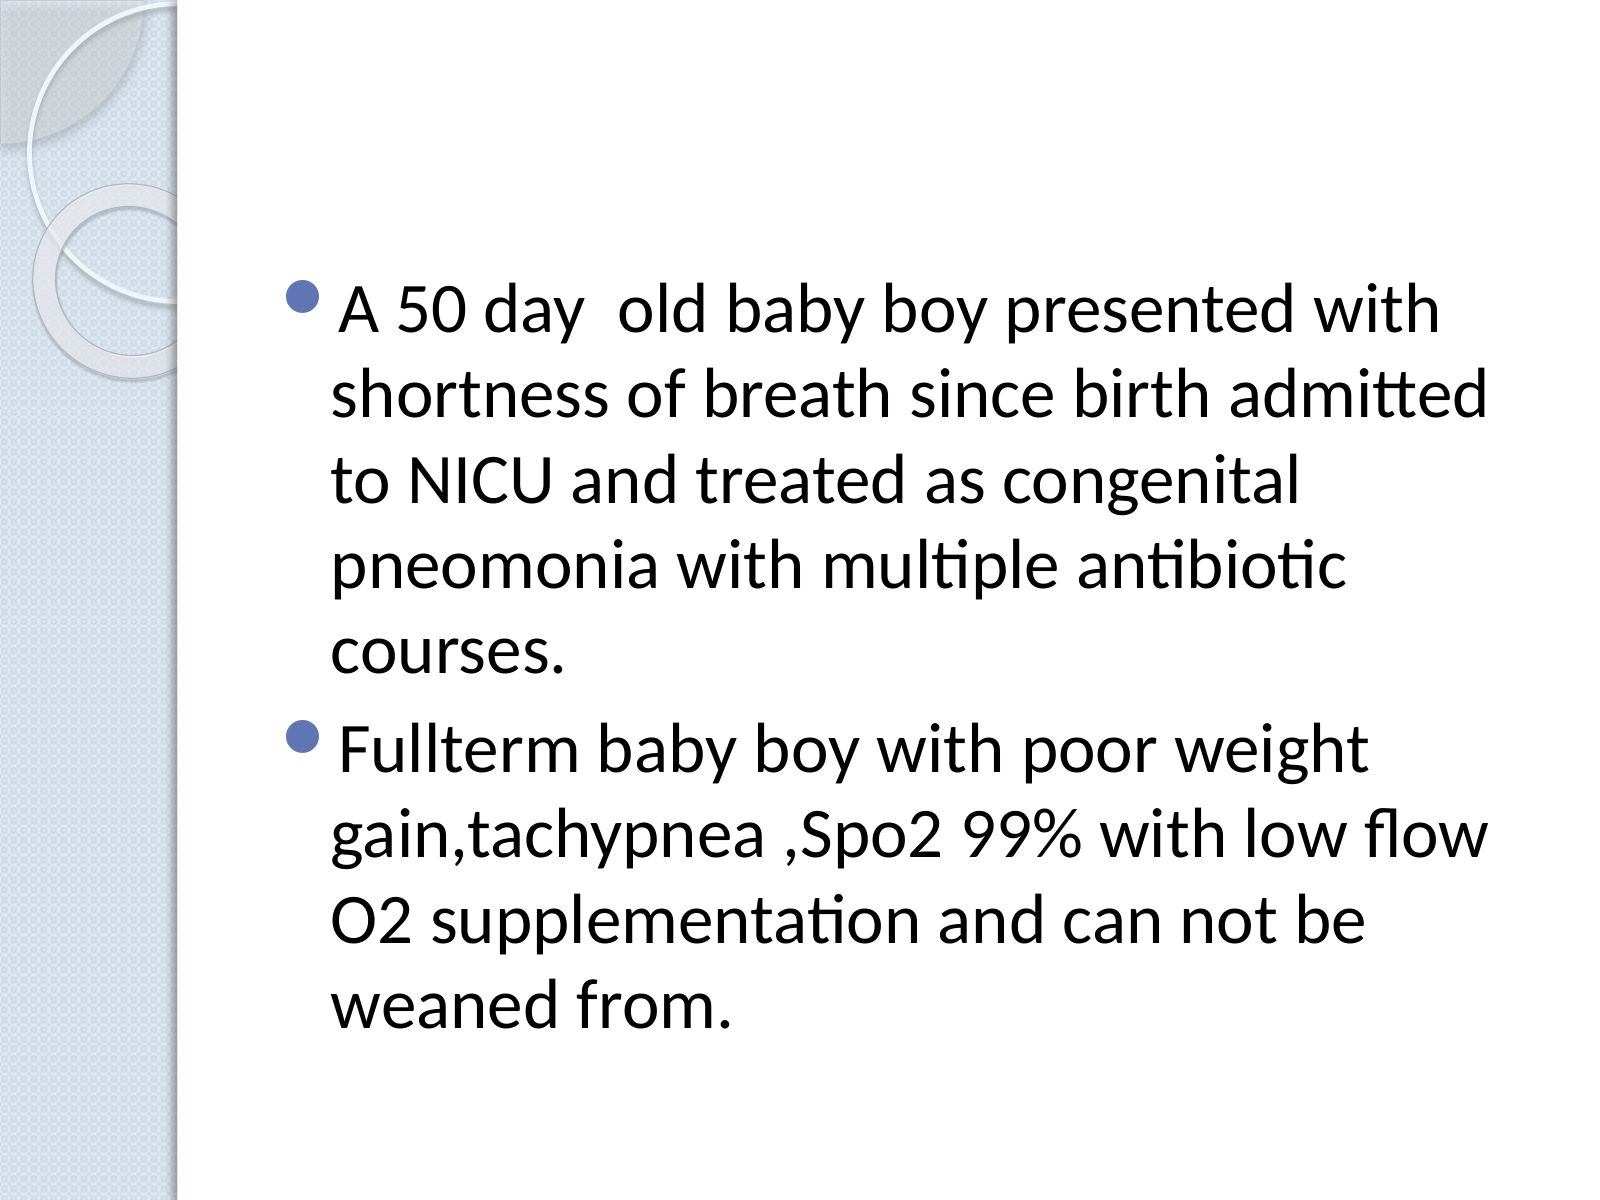 A 50 day  old baby boy presented with
shortness of breath since birth admitted
to NICU and treated as congenital
pneomonia with multiple antibiotic
courses.
Fullterm baby boy with poor weight
gain,tachypnea ,Spo2 99% with low flow
O2 supplementation and can not be
weaned from.